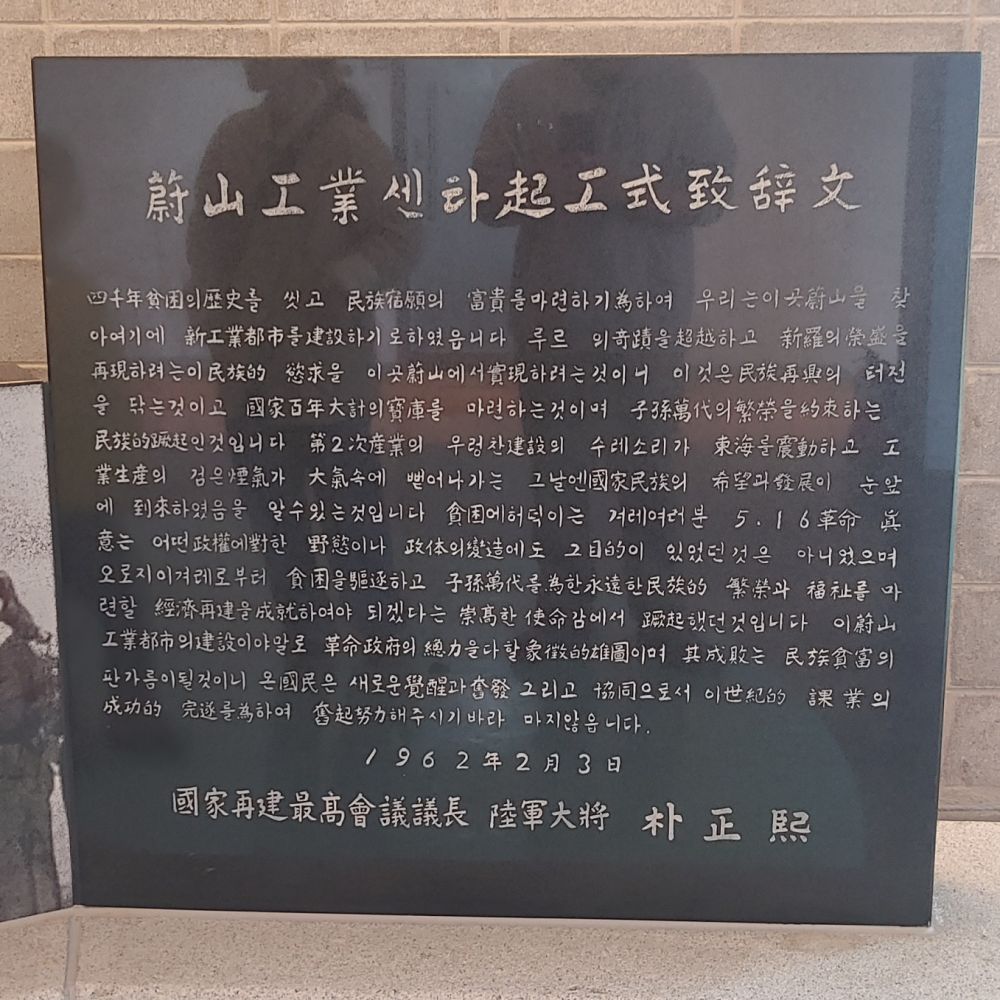 蔚山工業센타起工式致辞文
四千年貧困의歷史를 씻고 民族宿願의 富貴를마련하기為하여 우리는이곳蔚山을 찾
아여기에 新工業都市를建設하기로하였읍니다 루르 의奇蹟을超越하고 新羅의榮盛을
再現하려는이民族的 慾求을 이곳蔚山에서實現하려는것이니 이것은民族再興의 터전
을 닦는것이고 國家百年大計의寶庫를 마련하는것이며 子孫萬代의繁榮을約束하는
民族的蹶起인것입니다 第2次産業의 우렁찬建設의 수레소리가 東海를震動하고 工
業生産의 검은煙氣가 大氣속에 뻗어나가는 그날엔國家民族의 希望과發展이 눈앞
에 到來하였음을 알수있는것입니다 貧困에허덕이는 겨레여러분 5.16革命 眞
意는 어떤政權에對한 野慾이나 政体의變造에도 그目的이 있었던것은 아니었으며
오로지이겨레로부터 貧困을驅逐하고 子孫萬代를為한永遠한民族的 繁榮과 福祉를마
련할 經濟再建을成就하여야 되겠다는崇高한使命감에서 蹶起했던것입니다 이蔚山
工業都市의建設이야말로 革命政府의總力을다할象徵的雄圖이며 其成敗는 民族貧富의
판가름이될것이니 온國民은 새로운覺醒과奮發 그리고 協同으로서 이世紀的 課業의
成功的 完遂를為하여 奮起努力해주시기바라 마지않읍니다.
1962年2月3日
國家再建最高會議議長 陸軍大將 朴正熙